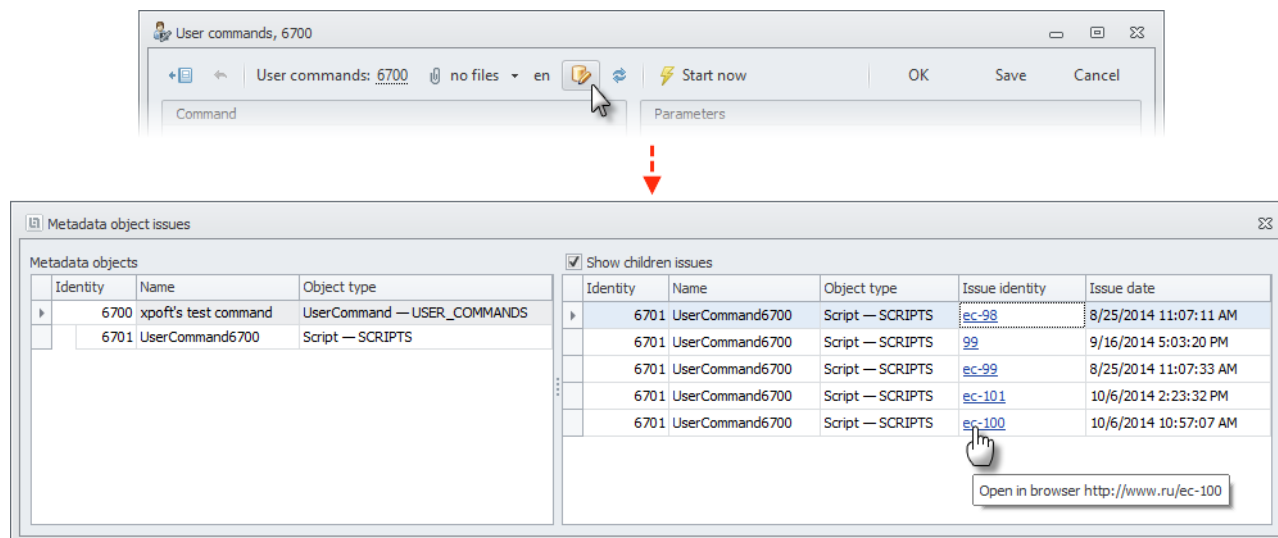 User commands, 6700
User commands: 6700 no files en Start now OK Save Cancel
Command Parameters
Metadata object issues
Metadata objects Show children issues
Identity Name Object type Identity Name Object type Issue identity Issue date
6700 xpoft's test command UserCommand — USER_COMMANDS 6701 UserCommand6700 Script — SCRIPTS ec-98 8/25/2014 11:07:11 AM
6701 UserCommand6700 Script — SCRIPTS 6701 UserCommand6700 Script — SCRIPTS 99 9/16/2014 5:03:20 PM
6701 UserCommand6700 Script — SCRIPTS ec-99 8/25/2014 11:07:33 AM
6701 UserCommand6700 Script — SCRIPTS ec-101 10/6/2014 2:23:32 PM
6701 UserCommand6700 Script — SCRIPTS ec-100 10/6/2014 10:57:07 AM
Open in browser http://www.ru/ec-100